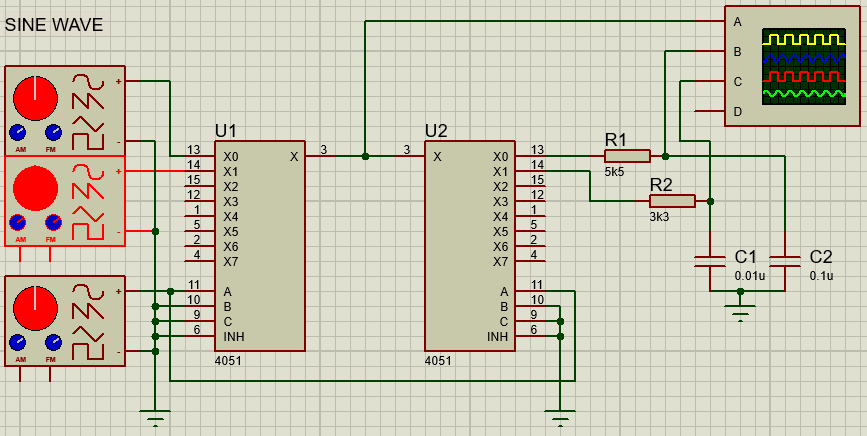 SINE WAVE
A
B
C
D
+
-
AM FM
+
-
AM FM
+
-
AM FM
U1
13 X0 X 3
14 X1
15 X2
12 X3
1 X4
5 X5
2 X6
4 X7
11 A
10 B
9 C
6 INH
4051
U2
3 X X0 13
X1 14
X2 15
X3 12
X4 1
X5 5
X6 2
X7 4
A 11
B 10
C 9
INH 6
4051
R1
5k5
R2
3k3
C1
0.01u
C2
0.1u